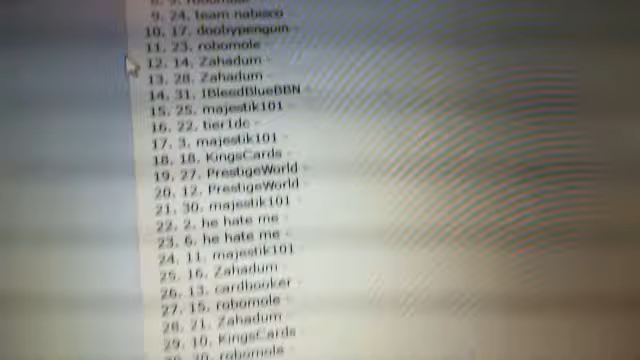 9. 24. team nabisco
10. 17. doobypenguin -
11. 23. robomole -
12. 14. Zahadum -
13. 28. Zahadum -
14. 31. IBleedBlueBBN -
15. 25. majestik101 -
16. 22. tier1dc -
17. 3. majestik101 -
18. 18. KingsCards -
19. 27. PrestigeWorld -
20. 12. PrestigeWorld -
21. 30. majestik101 -
22. 2. he hate me -
23. 6. he hate me -
24. 11. majestik101 -
25. 16. Zahadum -
26. 13. cardhooker -
27. 15. robomole -
28. 21. Zahadum -
29. 10. KingsCards -
robomole -